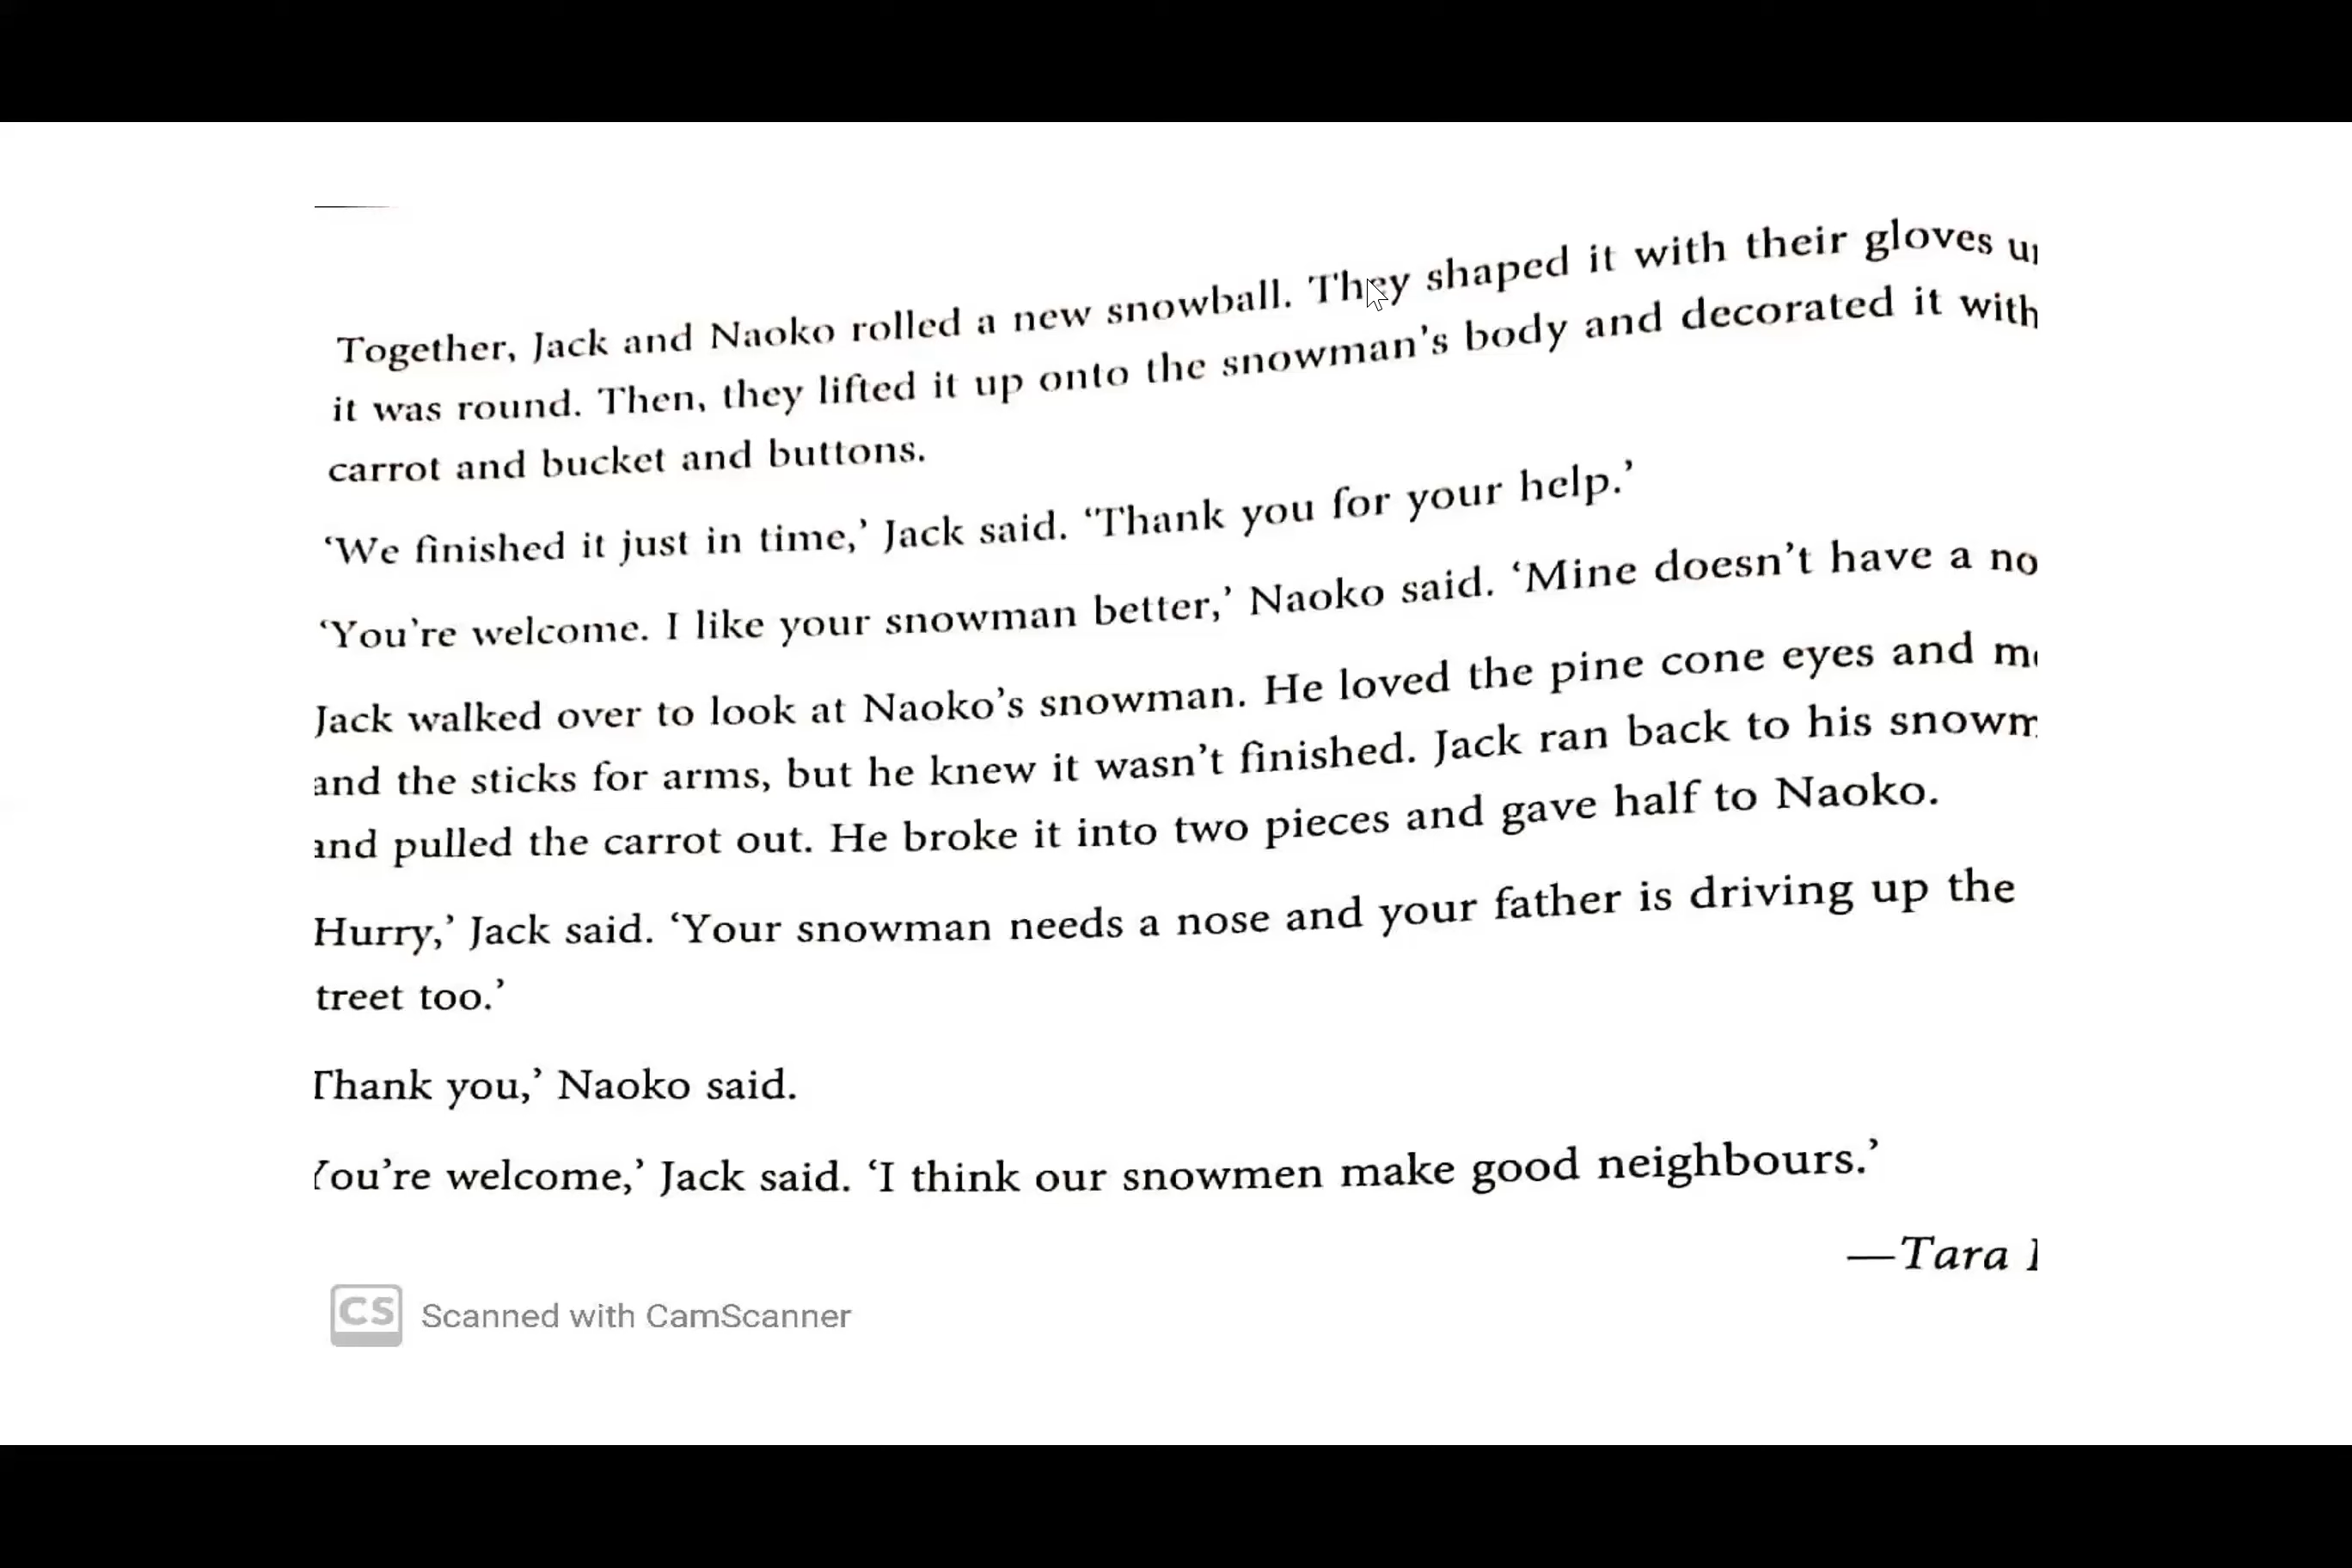 Together, Jack and Naoko rolled a new snowball. They shaped it with their gloves
it was round. Then, they lifted it up onto the snowman's body and decorated it with
carrot and bucket and buttons.
‘We finished it just in time,’ Jack said. ‘Thank you for your help.’
‘You're welcome. I like your snowman better,’ Naoko said. ‘Mine doesn't have a
Jack walked over to look at Naoko's snowman. He loved the pine cone eyes and
and the sticks for arms, but he knew it wasn't finished. Jack ran back to his
and pulled the carrot out. He broke it into two pieces and gave half to Naoko.
Hurry,’ Jack said. ‘Your snowman needs a nose and your father is driving up the
treet too.’
Thank you,’ Naoko said.
You're welcome,’ Jack said. ‘I think our snowmen make good neighbours.’
—Tara
CS Scanned with CamScanner